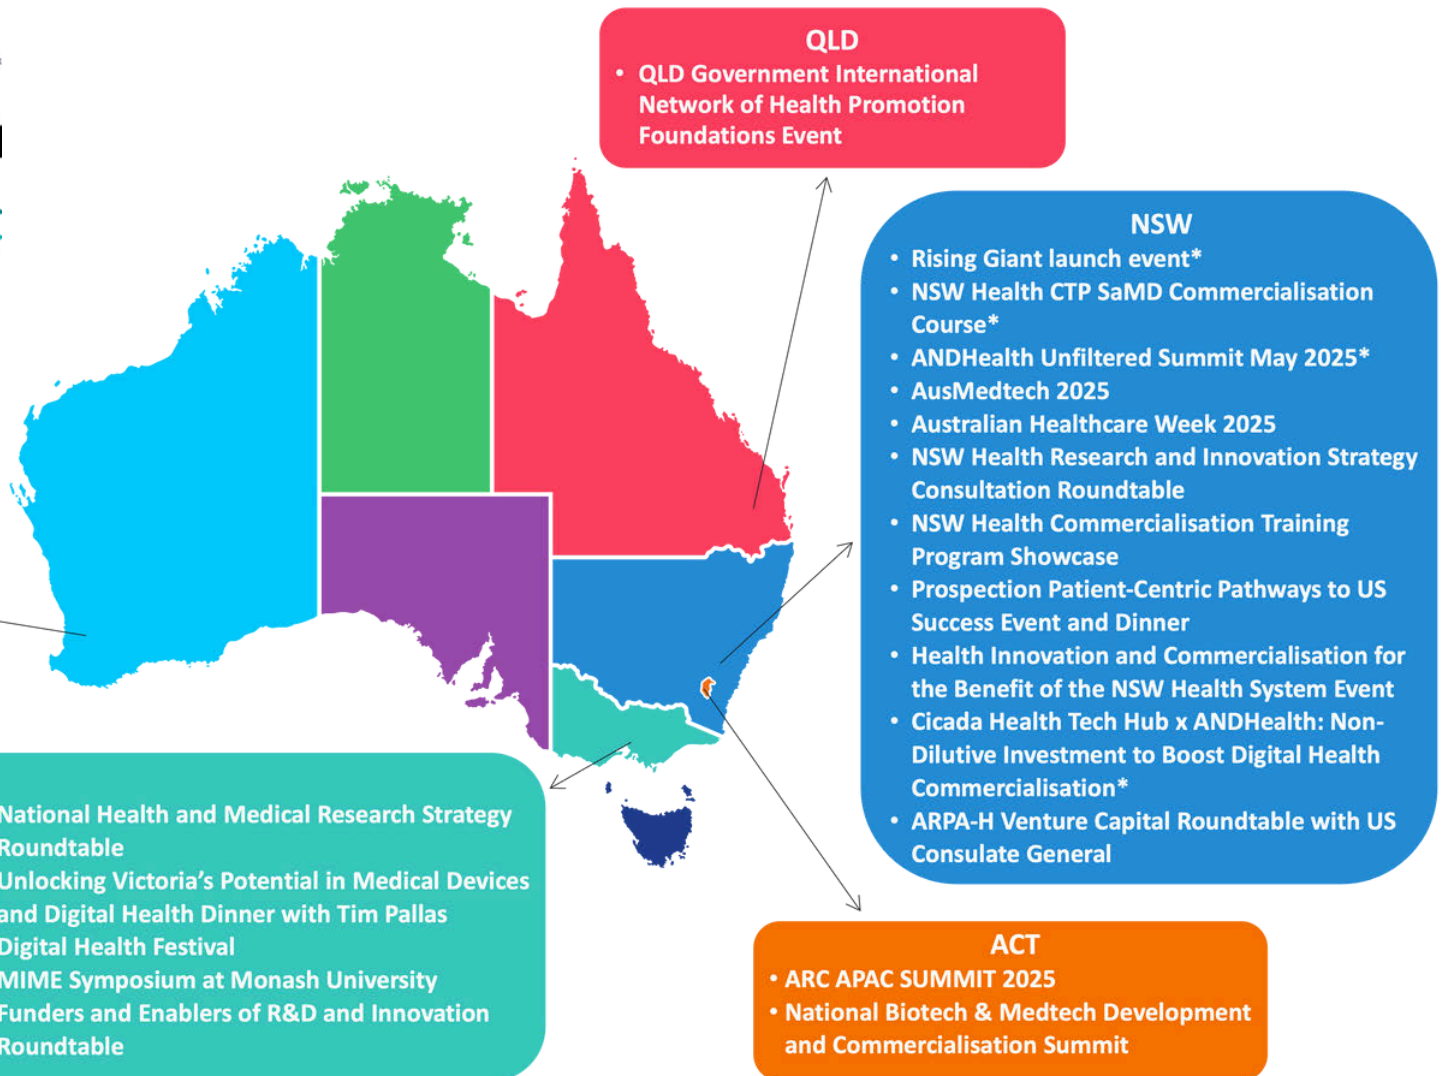 QLD
• QLD Government International
Network of Health Promotion
Foundations Event
NSW
• Rising Giant launch event*
• NSW Health CTP SaMD Commercialisation
Course*
• ANDHealth Unfiltered Summit May 2025*
• AusMedtech 2025
• Australian Healthcare Week 2025
• NSW Health Research and Innovation Strategy
Consultation Roundtable
• NSW Health Commercialisation Training
Program Showcase
• Prospection Patient-Centric Pathways to US
Success Event and Dinner
• Health Innovation and Commercialisation for
the Benefit of the NSW Health System Event
• Cicada Health Tech Hub x ANDHealth: Non-
Dilutive Investment to Boost Digital Health
Commercialisation*
• ARPA-H Venture Capital Roundtable with US
Consulate General
National Health and Medical Research Strategy
Roundtable
Unlocking Victoria’s Potential in Medical Devices
and Digital Health Dinner with Tim Pallas
Digital Health Festival
MIME Symposium at Monash University
Funders and Enablers of R&D and Innovation
Roundtable
ACT
• ARC APAC SUMMIT 2025
• National Biotech & Medtech Development
and Commercialisation Summit